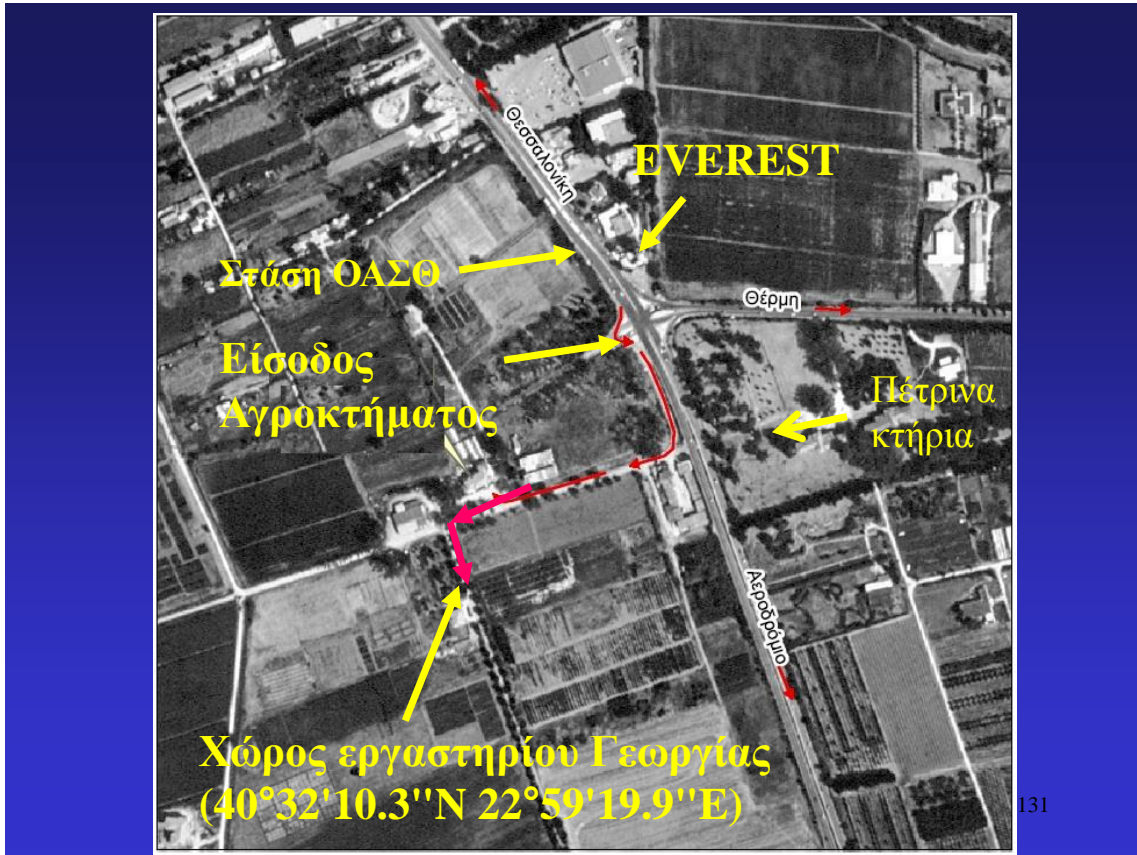 Θεσσαλονίκη
EVEREST
Στάση ΟΑΣΘ
Θέρμη
Είσοδος
Αγροκτήματος
Πέτρινα
κτήρια
Αεροδρόμιο
Χώρος εργαστηρίου Γεωργίας
(40°32'10.3"N 22°59'19.9"E)
131